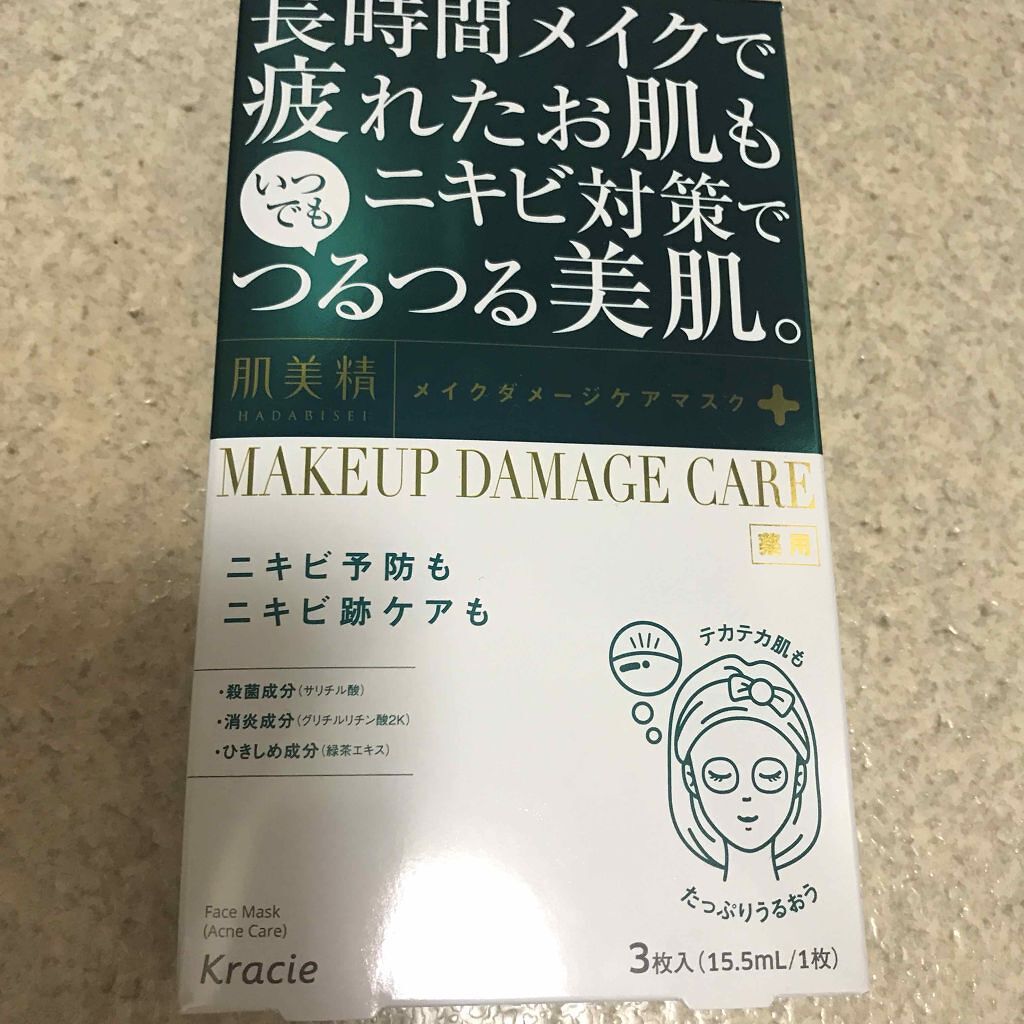 長時間メイクで
疲れたお肌も
いつ
でも
ニキビ対策で
つるつる美肌。
肌美精
HADABISEI
メイクダメージケアマスク
MAKEUP DAMAGE CARE
薬用
ニキビ予防も
ニキビ跡ケアも
・殺菌成分(サリチル酸)
・消炎成分(グリチルリチン酸2K)
・ひきしめ成分(緑茶エキス)
テカテカ肌も
たっぷりうるおう
Face Mask
(Acne Care)
Kracie
3枚入(15.5mL/1枚)